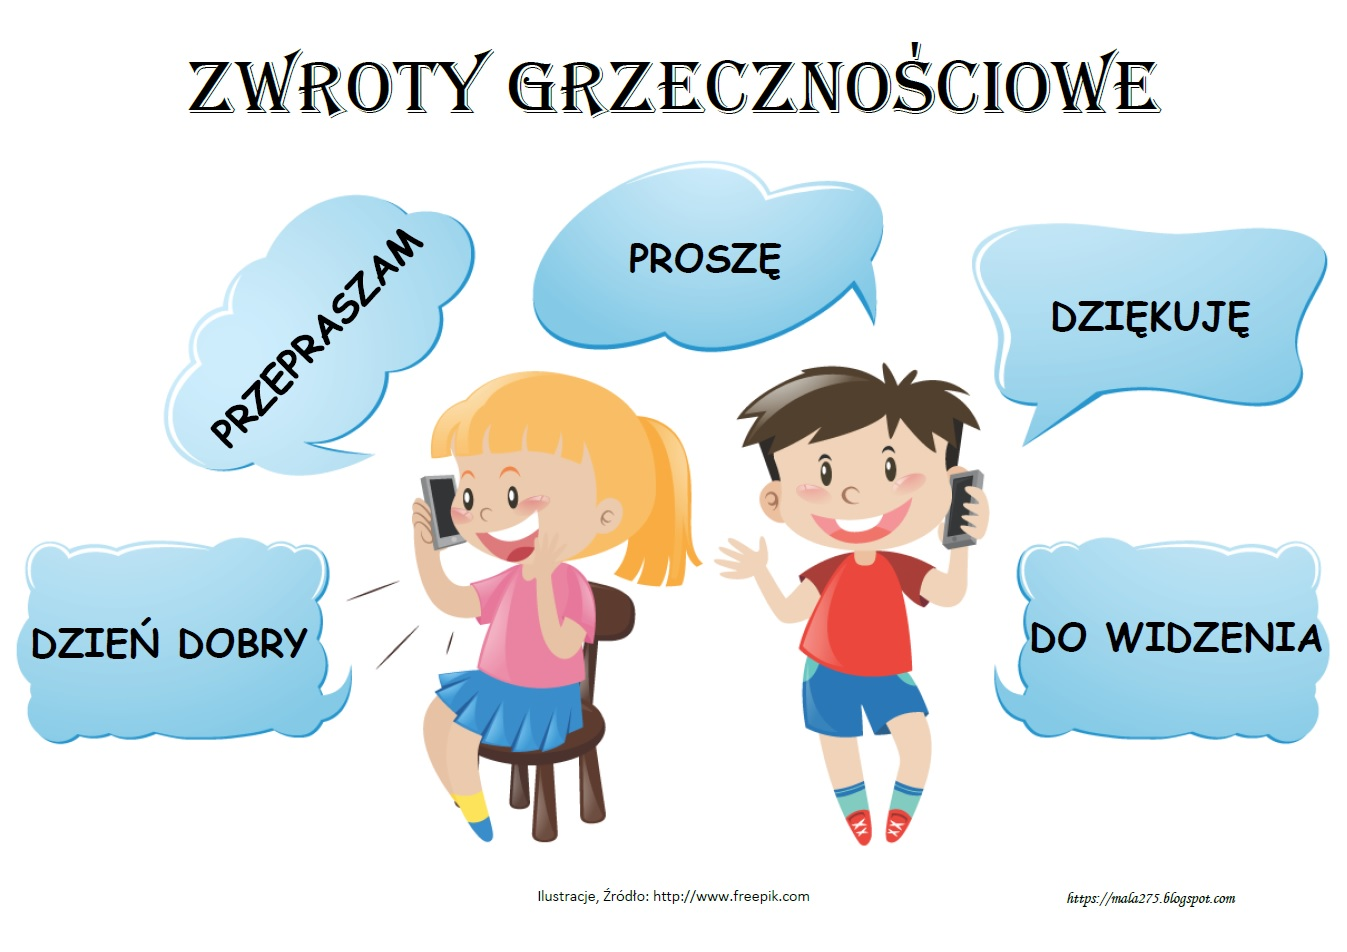 ZWROTY GRZECZNOŚCIOWE
PRZEPRASZAM
PROSZĘ
DZIĘKUJĘ
DZIEŃ DOBRY
DO WIDZENIA
Ilustracje, Źródło: http://www.freepik.com
https://mala275.blogspot.com